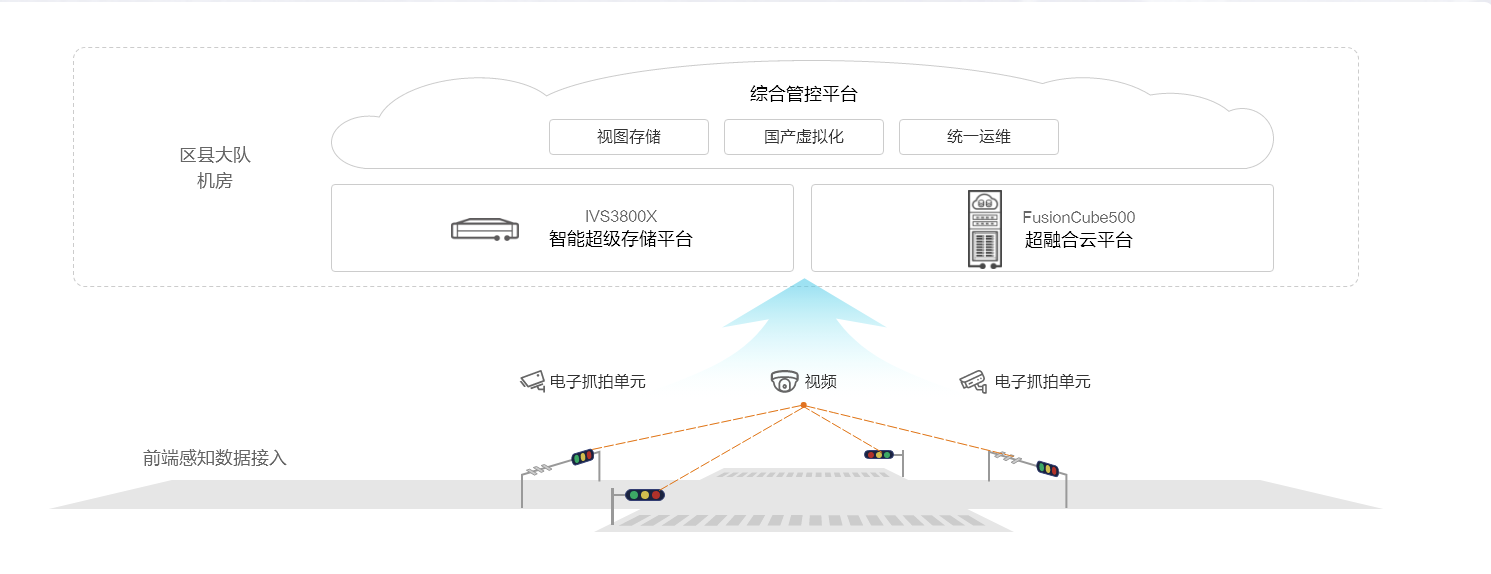 综合管控平台
视图存储
国产虚拟化
统一运维
区县大队
机房
IVS3800X
智能超级存储平台
FusionCube500
超融合云平台
电子抓拍单元
视频
电子抓拍单元
前端感知数据接入